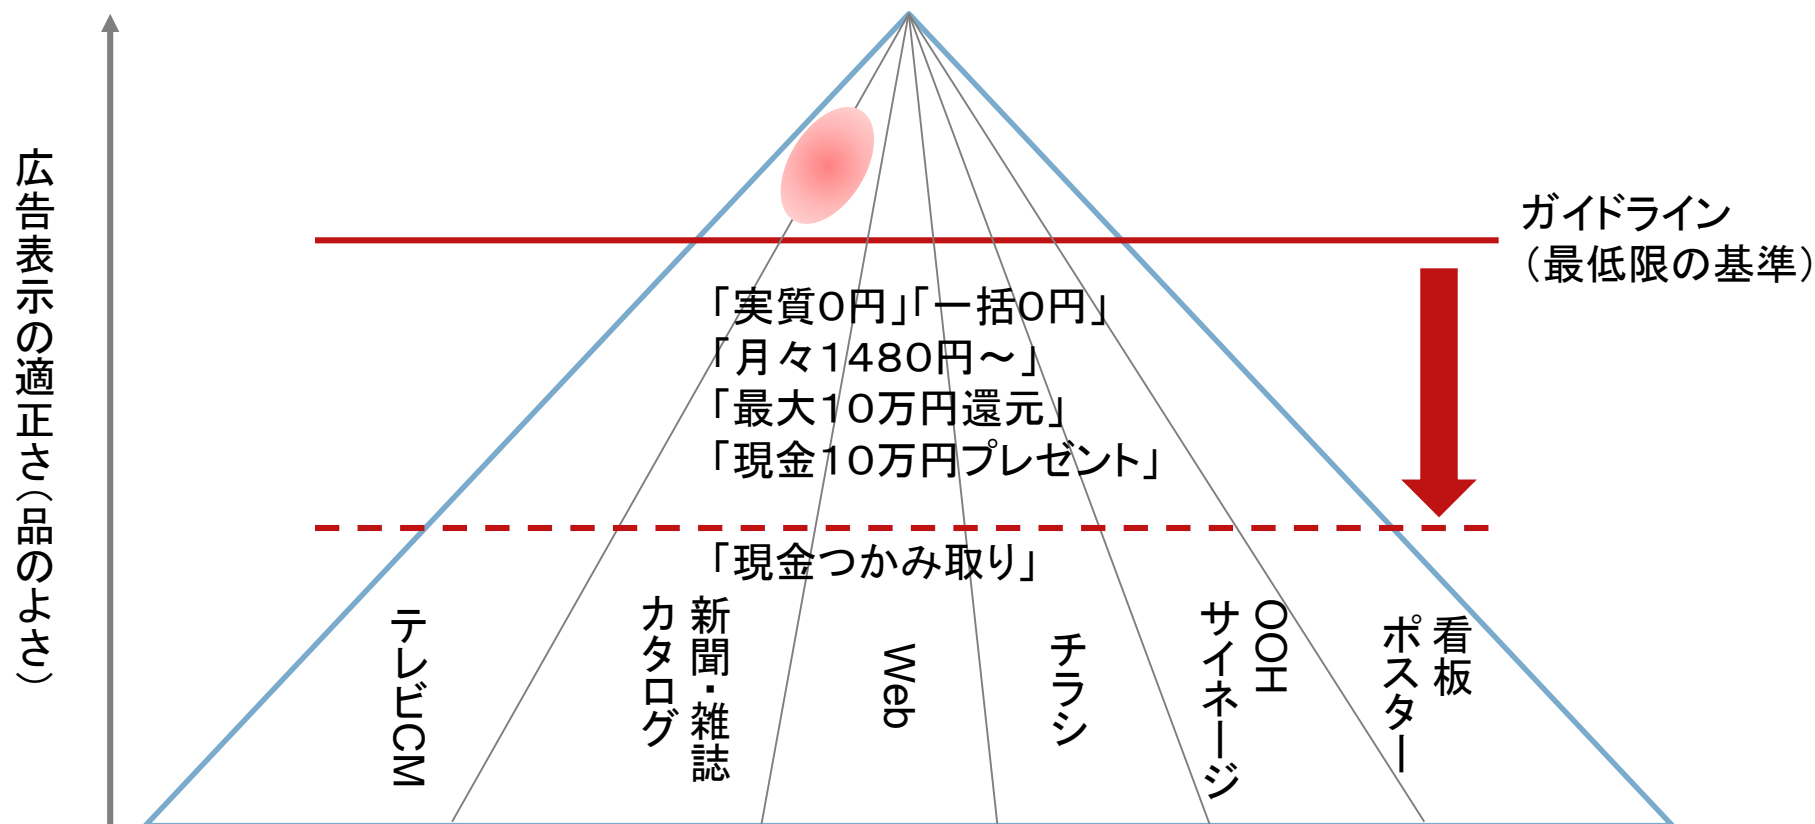 広告表示の適正さ（品のよさ）
ガイドライン
（最低限の基準）
「実質０円」「一括０円」
「月々１４８０円～」
「最大１０万円還元」
「現金１０万円プレゼント」
「現金つかみ取り」
テレビCM
新聞・雑誌
カタログ
Web
チラシ
OOH
サイネージ
看板
ポスター